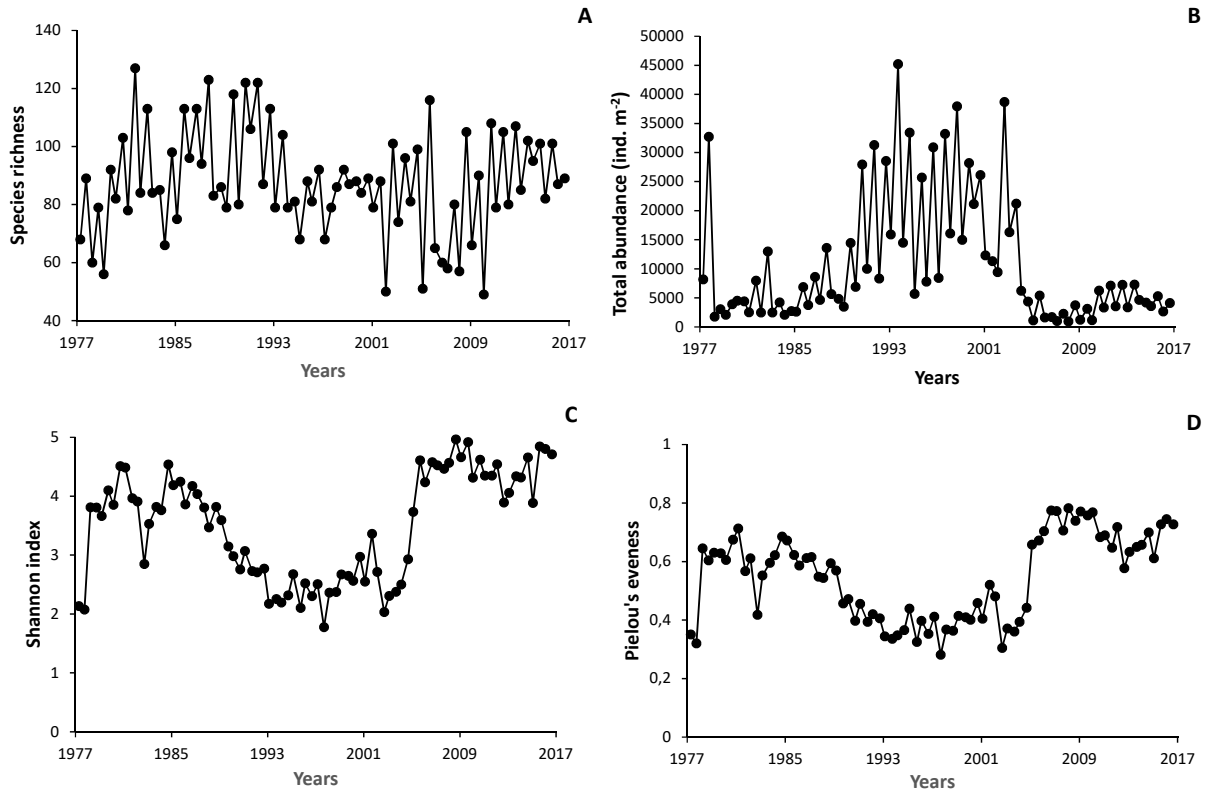 A
Species richness
140
120
100
80
60
40
1977 1985 1993 2001 2009 2017
Years
B
Total abundance (ind. m-2)
50000
45000
40000
35000
30000
25000
20000
15000
10000
5000
0
1977 1985 1993 2001 2009 2017
Years
C
Shannon index
5
4
3
2
1
0
1977 1985 1993 2001 2009 2017
Years
D
Pielou's eveness
1
0,8
0,6
0,4
0,2
0
1977 1985 1993 2001 2009 2017
Years